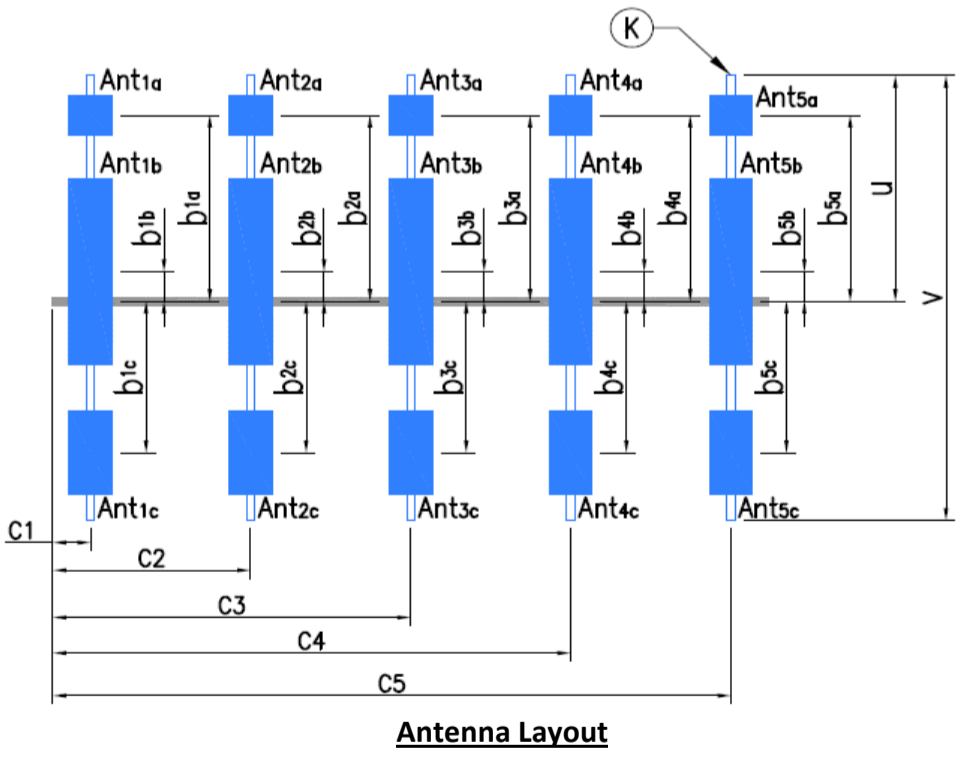 K
Ant1a Ant2a Ant3a Ant4a Ant5a
Ant1b Ant2b Ant3b Ant4b Ant5b
b1b b1a b2b b2a b3b b3a b4b b4a b5b b5a u v
b1c b2c b3c b4c b5c
Ant1c Ant2c Ant3c Ant4c Ant5c
C1
C2
C3
C4
C5
Antenna Layout